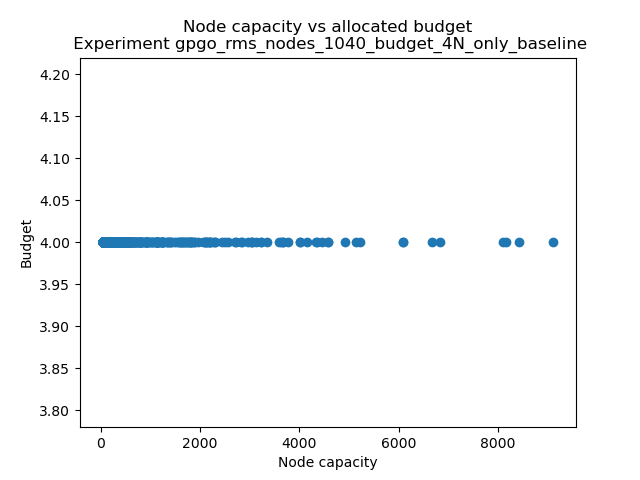 Node capacity vs allocated budget
Experiment gpgo_rms_nodes_1040_budget_4N_only_baseline
4.20
4.15
4.10
4.05
4.00
3.95
3.90
3.85
3.80
Budget
0 2000 4000 6000 8000
Node capacity